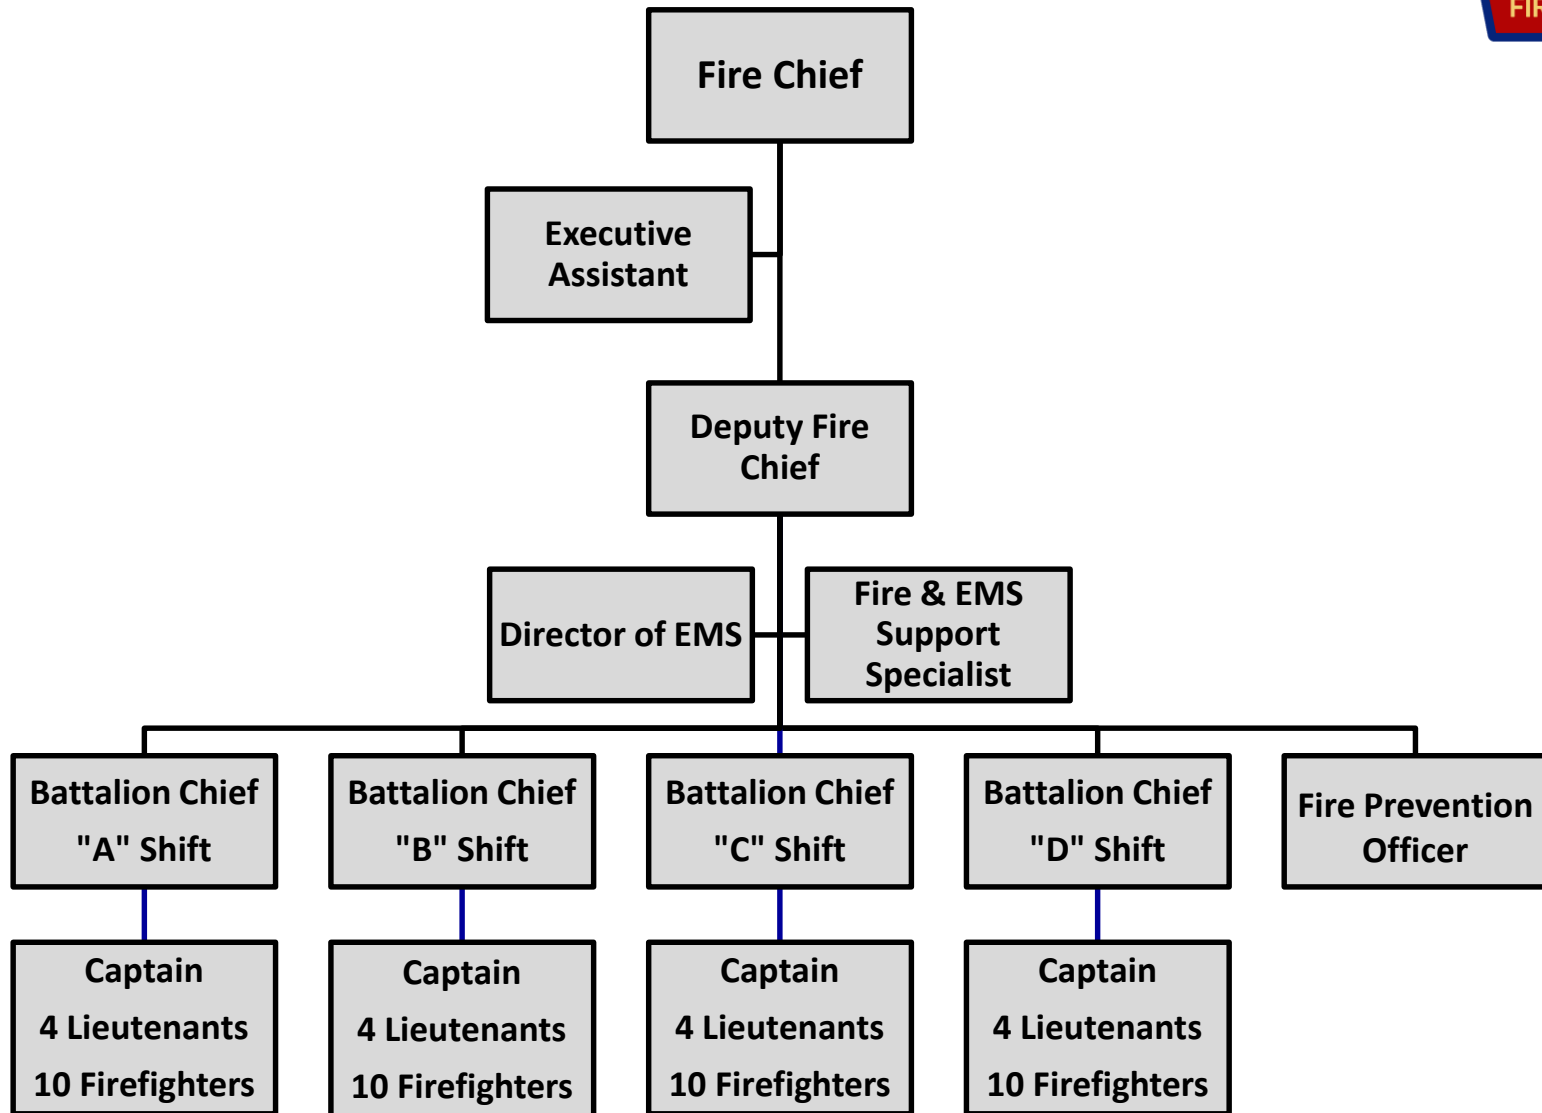 Fire Chief
Executive
Assistant
Deputy Fire
Chief
Director of EMS
Fire & EMS
Support
Specialist
Battalion Chief
"A" Shift
Battalion Chief
"B" Shift
Battalion Chief
"C" Shift
Battalion Chief
"D" Shift
Fire Prevention
Officer
Captain
4 Lieutenants
10 Firefighters
Captain
4 Lieutenants
10 Firefighters
Captain
4 Lieutenants
10 Firefighters
Captain
4 Lieutenants
10 Firefighters